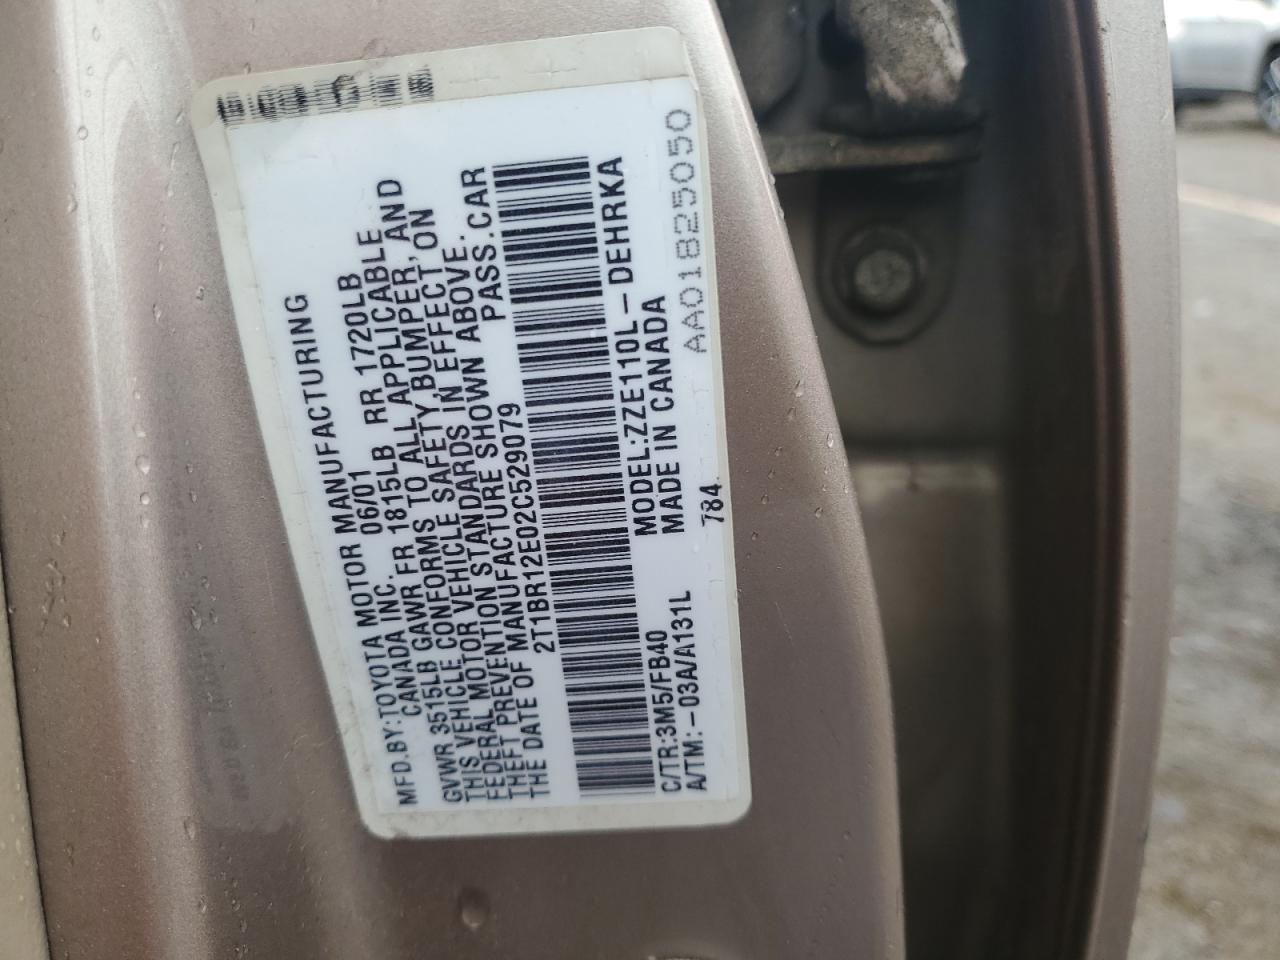 MFD.BY:TOYOTA MOTOR MANUFACTURING
CANADA INC. 06/01
GVWR 3515LB GAWR FR 1815LB RR 1720LB
THIS VEHICLE CONFORMS TO ALL APPLICABLE
FEDERAL MOTOR VEHICLE SAFETY,BUMPER,AND
THEFT PREVENTION STANDARDS IN EFFECT ON
THE DATE OF MANUFACTURE SHOWN ABOVE.
2T1BR12E02C529079 PASS.CAR
C/TR:3M5/FB40 MODEL:ZZE110L-DEHRKA
A/TM:-03A/A131L MADE IN CANADA
784
AA01825050